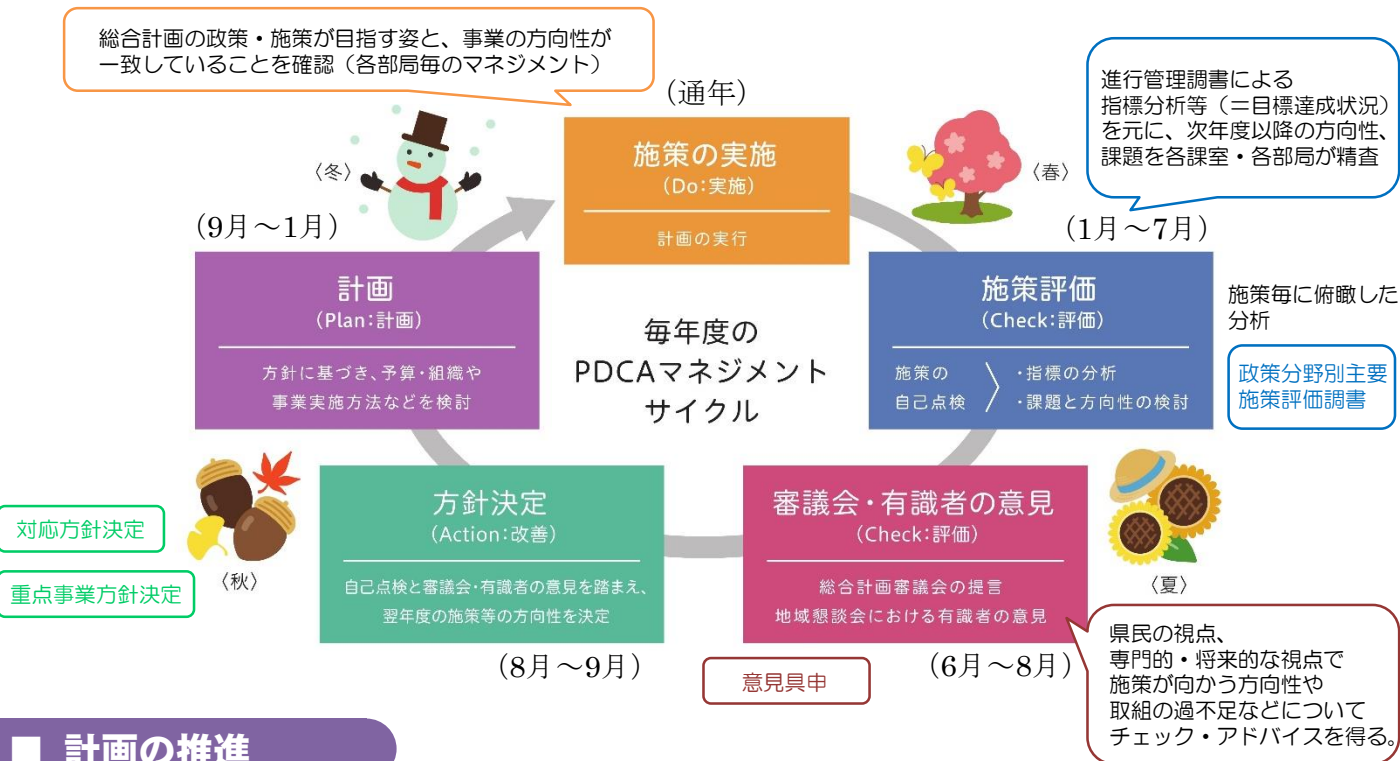 総合計画の政策・施策が目指す姿と、事業の方向性が
一致していることを確認（各部局毎のマネジメント）
（通年）
施策の実施
（Do：実施）
計画の実行
〈冬〉
〈春〉
進行管理調書による
指標分析等（＝目標達成状況）
を元に、次年度以降の方向性、
課題を各課室・各部局が精査
（9月～1月）
（1月～7月）
計画
（Plan：計画）
方針に基づき、予算・組織や
事業実施方法などを検討
毎年度の
PDCAマネジメント
サイクル
施策評価
（Check：評価）
施策の
自己点検
・指標の分析
・課題と方向性の検討
施策毎に俯瞰した
分析
政策分野別主要
施策評価調書
対応方針決定
重点事業方針決定
〈秋〉
方針決定
（Action：改善）
自己点検と審議会・有識者の意見を踏まえ、
翌年度の施策等の方向性を決定
（8月～9月）
審議会・有識者の意見
（Check：評価）
総合計画審議会の提言
地域懇談会における有識者の意見
（6月～8月）
〈夏〉
意見具申
県民の視点、
専門的・将来的な視点で
施策が向かう方向性や
取組の過不足などについて
チェック・アドバイスを得る。
■ 計画の推進